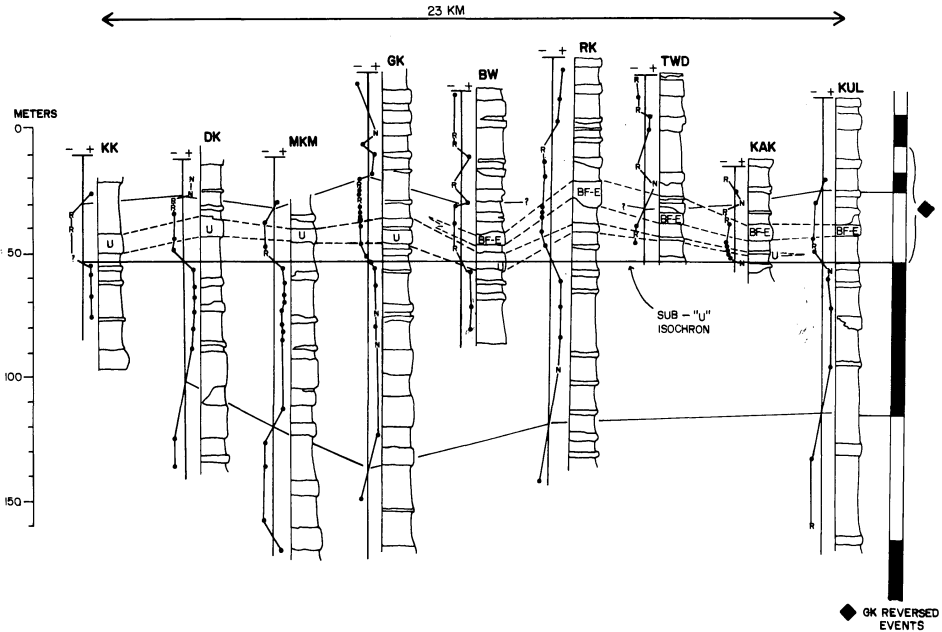 23 KM
METERS
0
50
100
150
KK
DK
MKM
GK
BW
RK
TWD
KAK
KUL
- +
- +
- +
- +
- +
- +
- +
- +
- +
U
U
U
U
BF-E
BF-E
BF-E
BF-E
BF-E
U
U
?
?
?
SUB - "U"
ISOCHRON
GK REVERSED
EVENTS